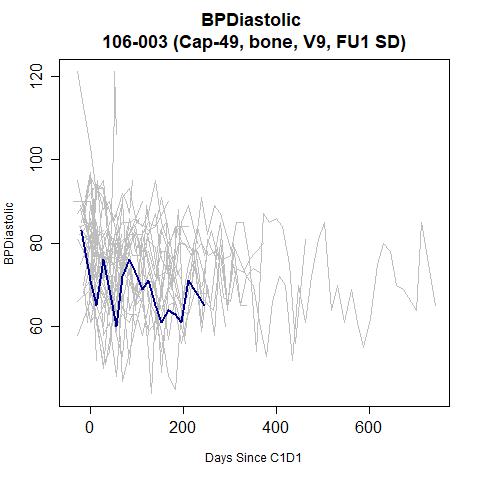 BPDiastolic
106-003 (Cap-49, bone, V9, FU1 SD)
120
100
80
60
BPDiastolic
0
200
400
600
Days Since C1D1